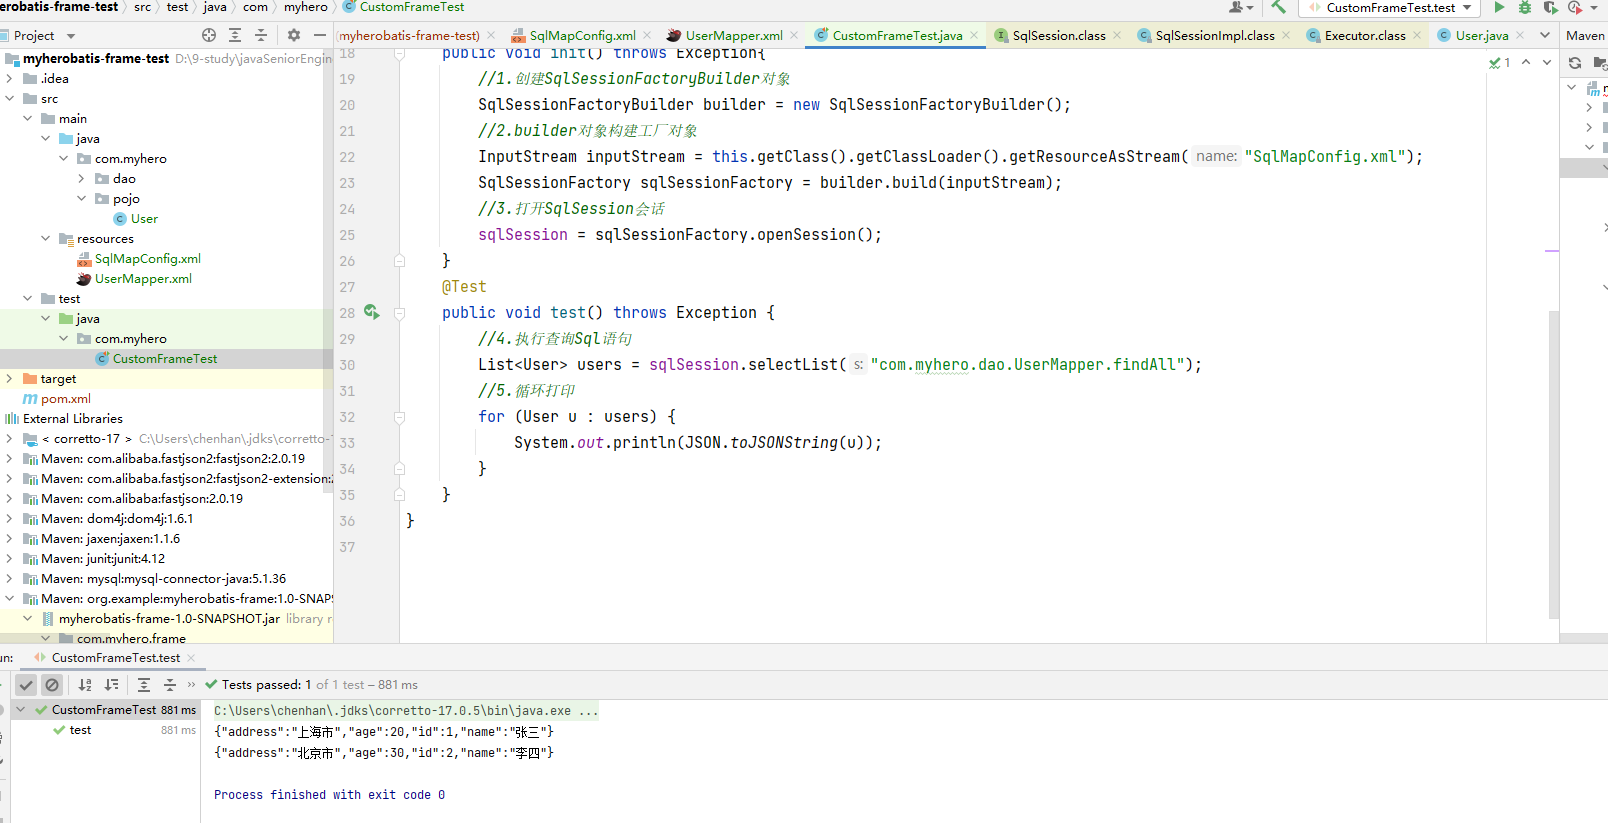 erobatis-frame-test src test java com myhero CustomFrameTest
CustomFrameTest.test
Project
(myherobatis-frame-test) SqlMapConfig.xml UserMapper.xml CustomFrameTest.java SqlSession.class SqlSessionImpl.class Executor.class User.java Maven
myherobatis-frame-test D:\9-study\javaSeniorEngin
.idea
src
main
java
com.myhero
dao
pojo
User
resources
SqlMapConfig.xml
UserMapper.xml
test
java
com.myhero
CustomFrameTest
target
pom.xml
External Libraries
< corretto-17 > C:\Users\chenhan\.jdks\corretto-
Maven: com.alibaba.fastjson2:fastjson2:2.0.19
Maven: com.alibaba.fastjson2:fastjson2-extension:
Maven: com.alibaba:fastjson:2.0.19
Maven: dom4j:dom4j:1.6.1
Maven: jaxen:jaxen:1.1.6
Maven: junit:junit:4.12
Maven: mysql:mysql-connector-java:5.1.36
Maven: org.example:myherobatis-frame:1.0-SNAPS
myherobatis-frame-1.0-SNAPSHOT.jar library r
com.myhero.frame
18 public void init() throws Exception{
19 //1.创建SqlSessionFactoryBuilder对象
20 SqlSessionFactoryBuilder builder = new SqlSessionFactoryBuilder();
21 //2.builder对象构建工厂对象
22 InputStream inputStream = this.getClass().getClassLoader().getResourceAsStream( name: "SqlMapConfig.xml");
23 SqlSessionFactory sqlSessionFactory = builder.build(inputStream);
24 //3.打开SqlSession会话
25 sqlSession = sqlSessionFactory.openSession();
26 }
27 @Test
28 public void test() throws Exception {
29 //4.执行查询Sql语句
30 List<User> users = sqlSession.selectList( s: "com.myhero.dao.UserMapper.findAll");
31 //5.循环打印
32 for (User u : users) {
33 System.out.println(JSON.toJSONString(u));
34 }
35 }
36 }
37
1
un: CustomFrameTest.test
Tests passed: 1 of 1 test – 881 ms
CustomFrameTest 881 ms
test 881 ms
C:\Users\chenhan\.jdks\corretto-17.0.5\bin\java.exe ...
{"address":"上海市","age":20,"id":1,"name":"张三"}
{"address":"北京市","age":30,"id":2,"name":"李四"}
Process finished with exit code 0